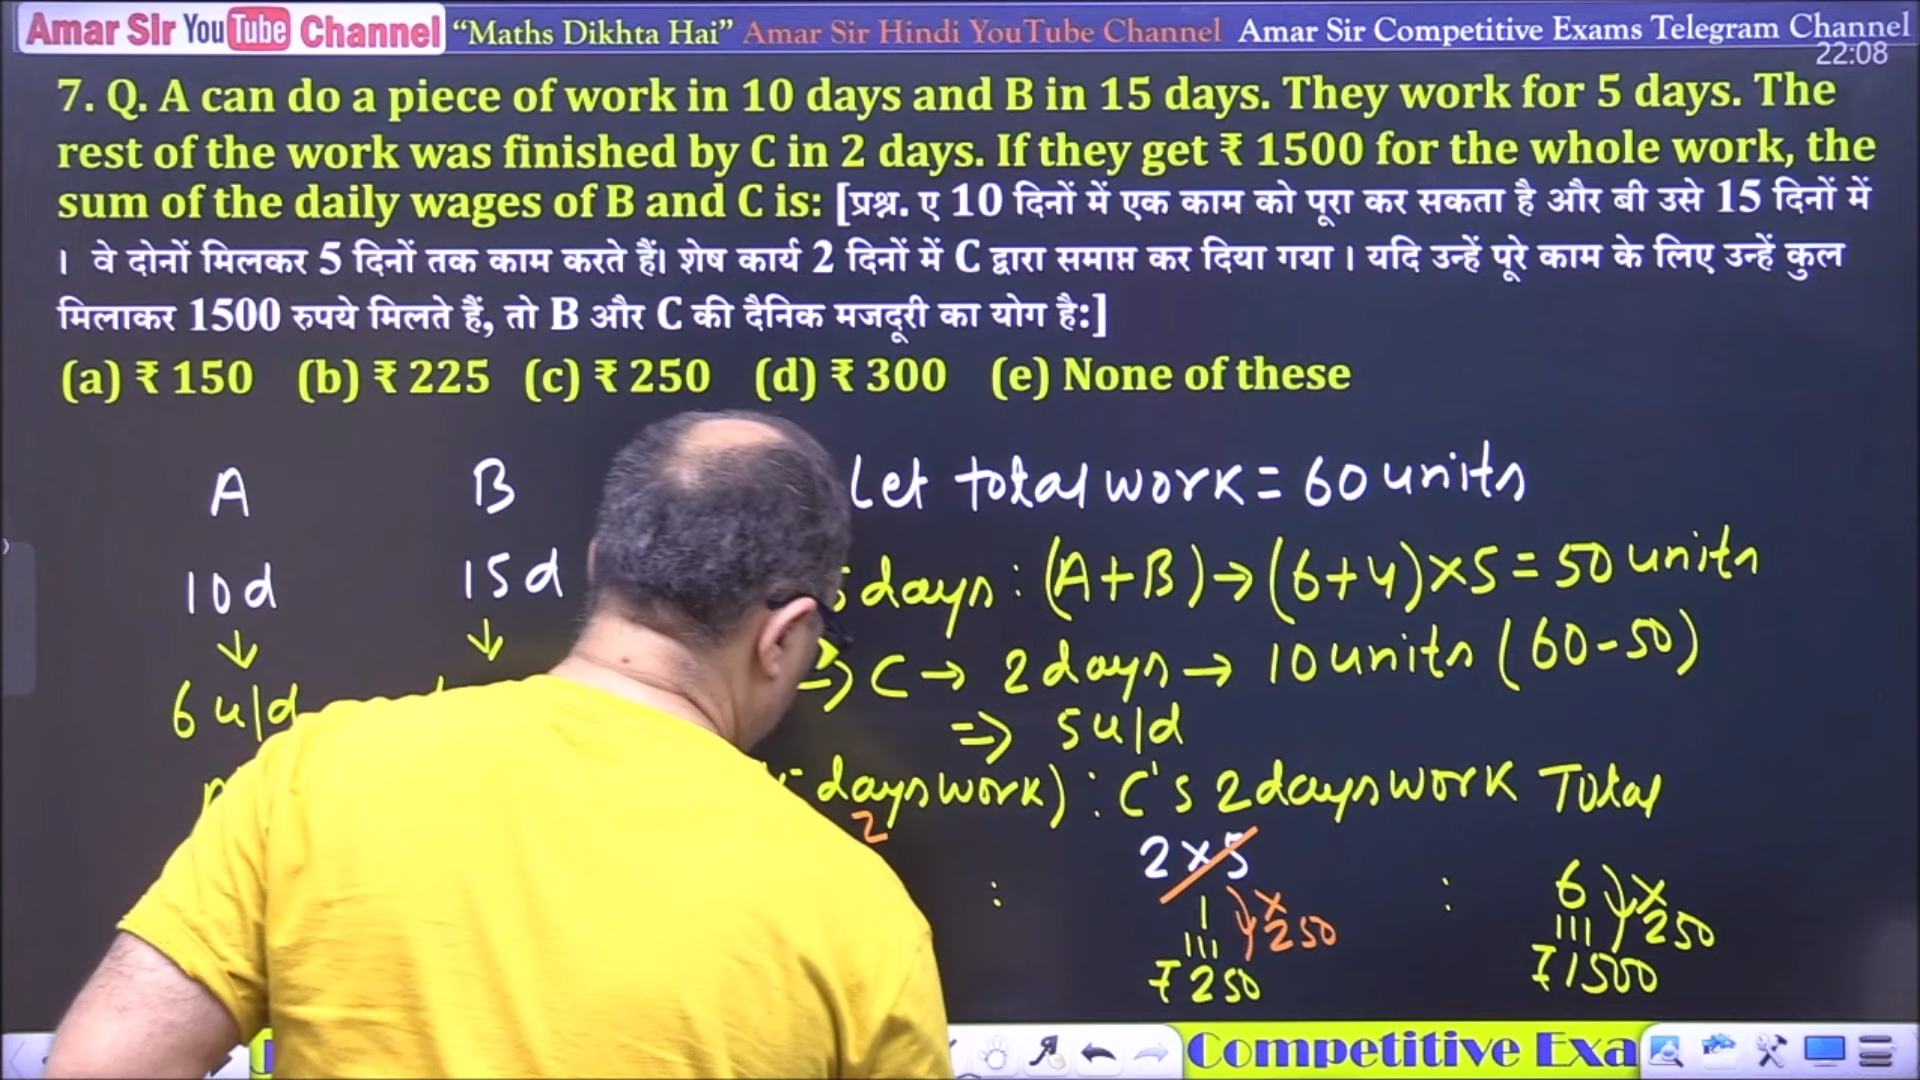 Amar Sir YouTube Channel "Maths Dikhta Hai" Amar Sir Hindi YouTube Channel Amar Sir Competitive Exams Telegram Channel
22:08
7. Q. A can do a piece of work in 10 days and B in 15 days. They work for 5 days. The
rest of the work was finished by C in 2 days. If they get ₹ 1500 for the whole work, the
sum of the daily wages of B and C is: [प्रश्न. ए 10 दिनों में एक काम को पूरा कर सकता है और बी उसे 15 दिनों में
। वे दोनों मिलकर 5 दिनों तक काम करते हैं। शेष कार्य 2 दिनों में C द्वारा समाप्त कर दिया गया । यदि उन्हें पूरे काम के लिए उन्हें कुल
मिलाकर 1500 रुपये मिलते हैं, तो B और C की दैनिक मजदूरी का योग है:]
(a) ₹ 150 (b) ₹ 225 (c) ₹ 250 (d) ₹ 300 (e) None of these
A B Let total work = 60 units
10d 15d days : (A+B) → (6+4)×5 = 50 units
↓ ↓ ⇒ C → 2 days → 10 units (60-50)
6 u/d ⇒ 5 u/d
days work) : C's 2 days work Total
2 2×5 6
: 1 )×250 : )×250
₹250 ₹1500
Competitive Exa